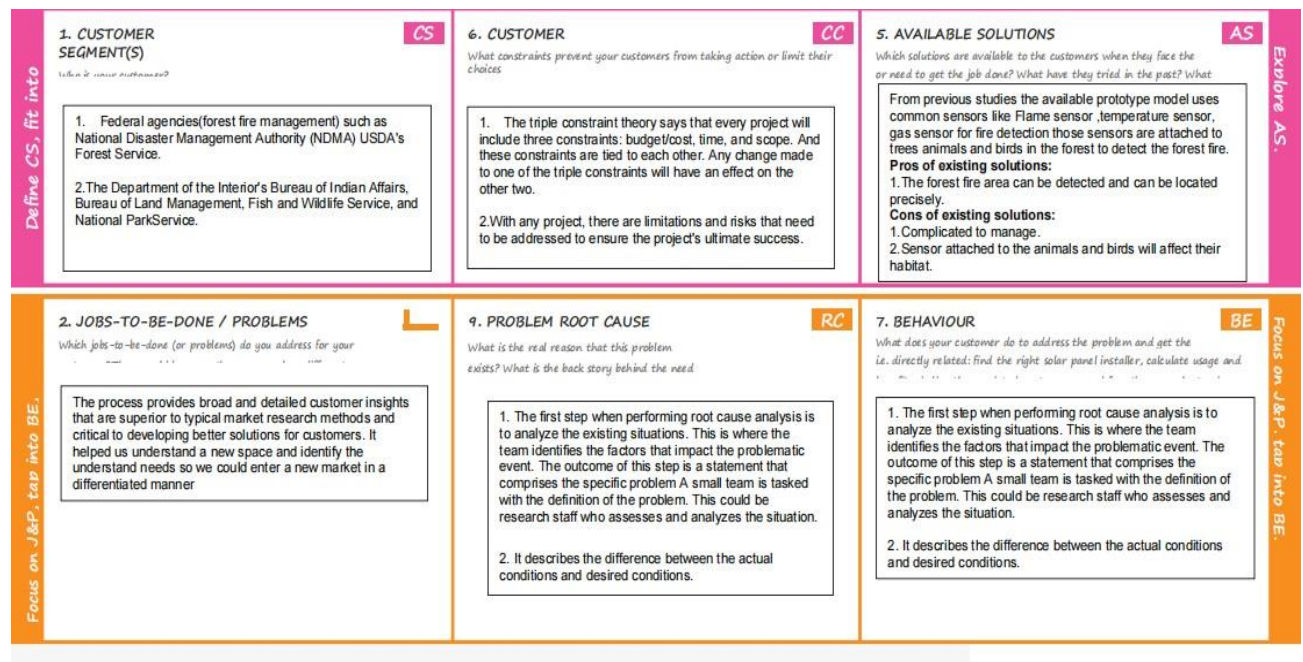 Define CS, fit into
1. CUSTOMER
SEGMENT(S)
CS
Who is your customer?
1. Federal agencies(forest fire management) such as
National Disaster Management Authority (NDMA) USDA's
Forest Service.
2.The Department of the Interior's Bureau of Indian Affairs,
Bureau of Land Management, Fish and Wildlife Service, and
National ParkService.
6. CUSTOMER
CC
What constraints prevent your customers from taking action or limit their
choices
1. The triple constraint theory says that every project will
include three constraints: budget/cost, time, and scope. And
these constraints are tied to each other. Any change made
to one of the triple constraints will have an effect on the
other two.
2.With any project, there are limitations and risks that need
to be addressed to ensure the project's ultimate success.
5. AVAILABLE SOLUTIONS
AS
Which solutions are available to the customers when they face the
or need to get the job done? What have they tried in the past? What
From previous studies the available prototype model uses
common sensors like Flame sensor ,temperature sensor,
gas sensor for fire detection those sensors are attached to
trees animals and birds in the forest to detect the forest fire.
Pros of existing solutions:
1.The forest fire area can be detected and can be located
precisely.
Cons of existing solutions:
1.Complicated to manage.
2.Sensor attached to the animals and birds will affect their
habitat.
Explore AS.
Focus on J&P, tap into BE.
2. JOBS-TO-BE-DONE / PROBLEMS
Which jobs-to-be-done (or problems) do you address for your
The process provides broad and detailed customer insights
that are superior to typical market research methods and
critical to developing better solutions for customers. It
helped us understand a new space and identify the
understand needs so we could enter a new market in a
differentiated manner
9. PROBLEM ROOT CAUSE
RC
What is the real reason that this problem
exists? What is the back story behind the need
1. The first step when performing root cause analysis is
to analyze the existing situations. This is where the
team identifies the factors that impact the problematic
event. The outcome of this step is a statement that
comprises the specific problem A small team is tasked
with the definition of the problem. This could be
research staff who assesses and analyzes the situation.
2. It describes the difference between the actual
conditions and desired conditions.
7. BEHAVIOUR
BE
What does your customer do to address the problem and get the
i.e. directly related: find the right solar panel installer, calculate usage and
1. The first step when performing root cause analysis is to
analyze the existing situations. This is where the team
identifies the factors that impact the problematic event. The
outcome of this step is a statement that comprises the
specific problem A small team is tasked with the definition of
the problem. This could be research staff who assesses and
analyzes the situation.
2. It describes the difference between the actual conditions
and desired conditions.
Focus on J&P, tap into BE.